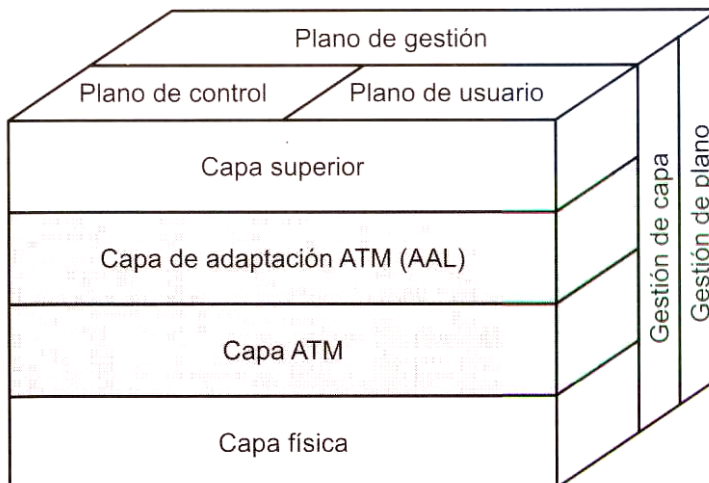 Plano de gestión
Plano de control
Plano de usuario
Capa superior
Capa de adaptación ATM (AAL)
Capa ATM
Capa física
Gestión de capa
Gestión de plano